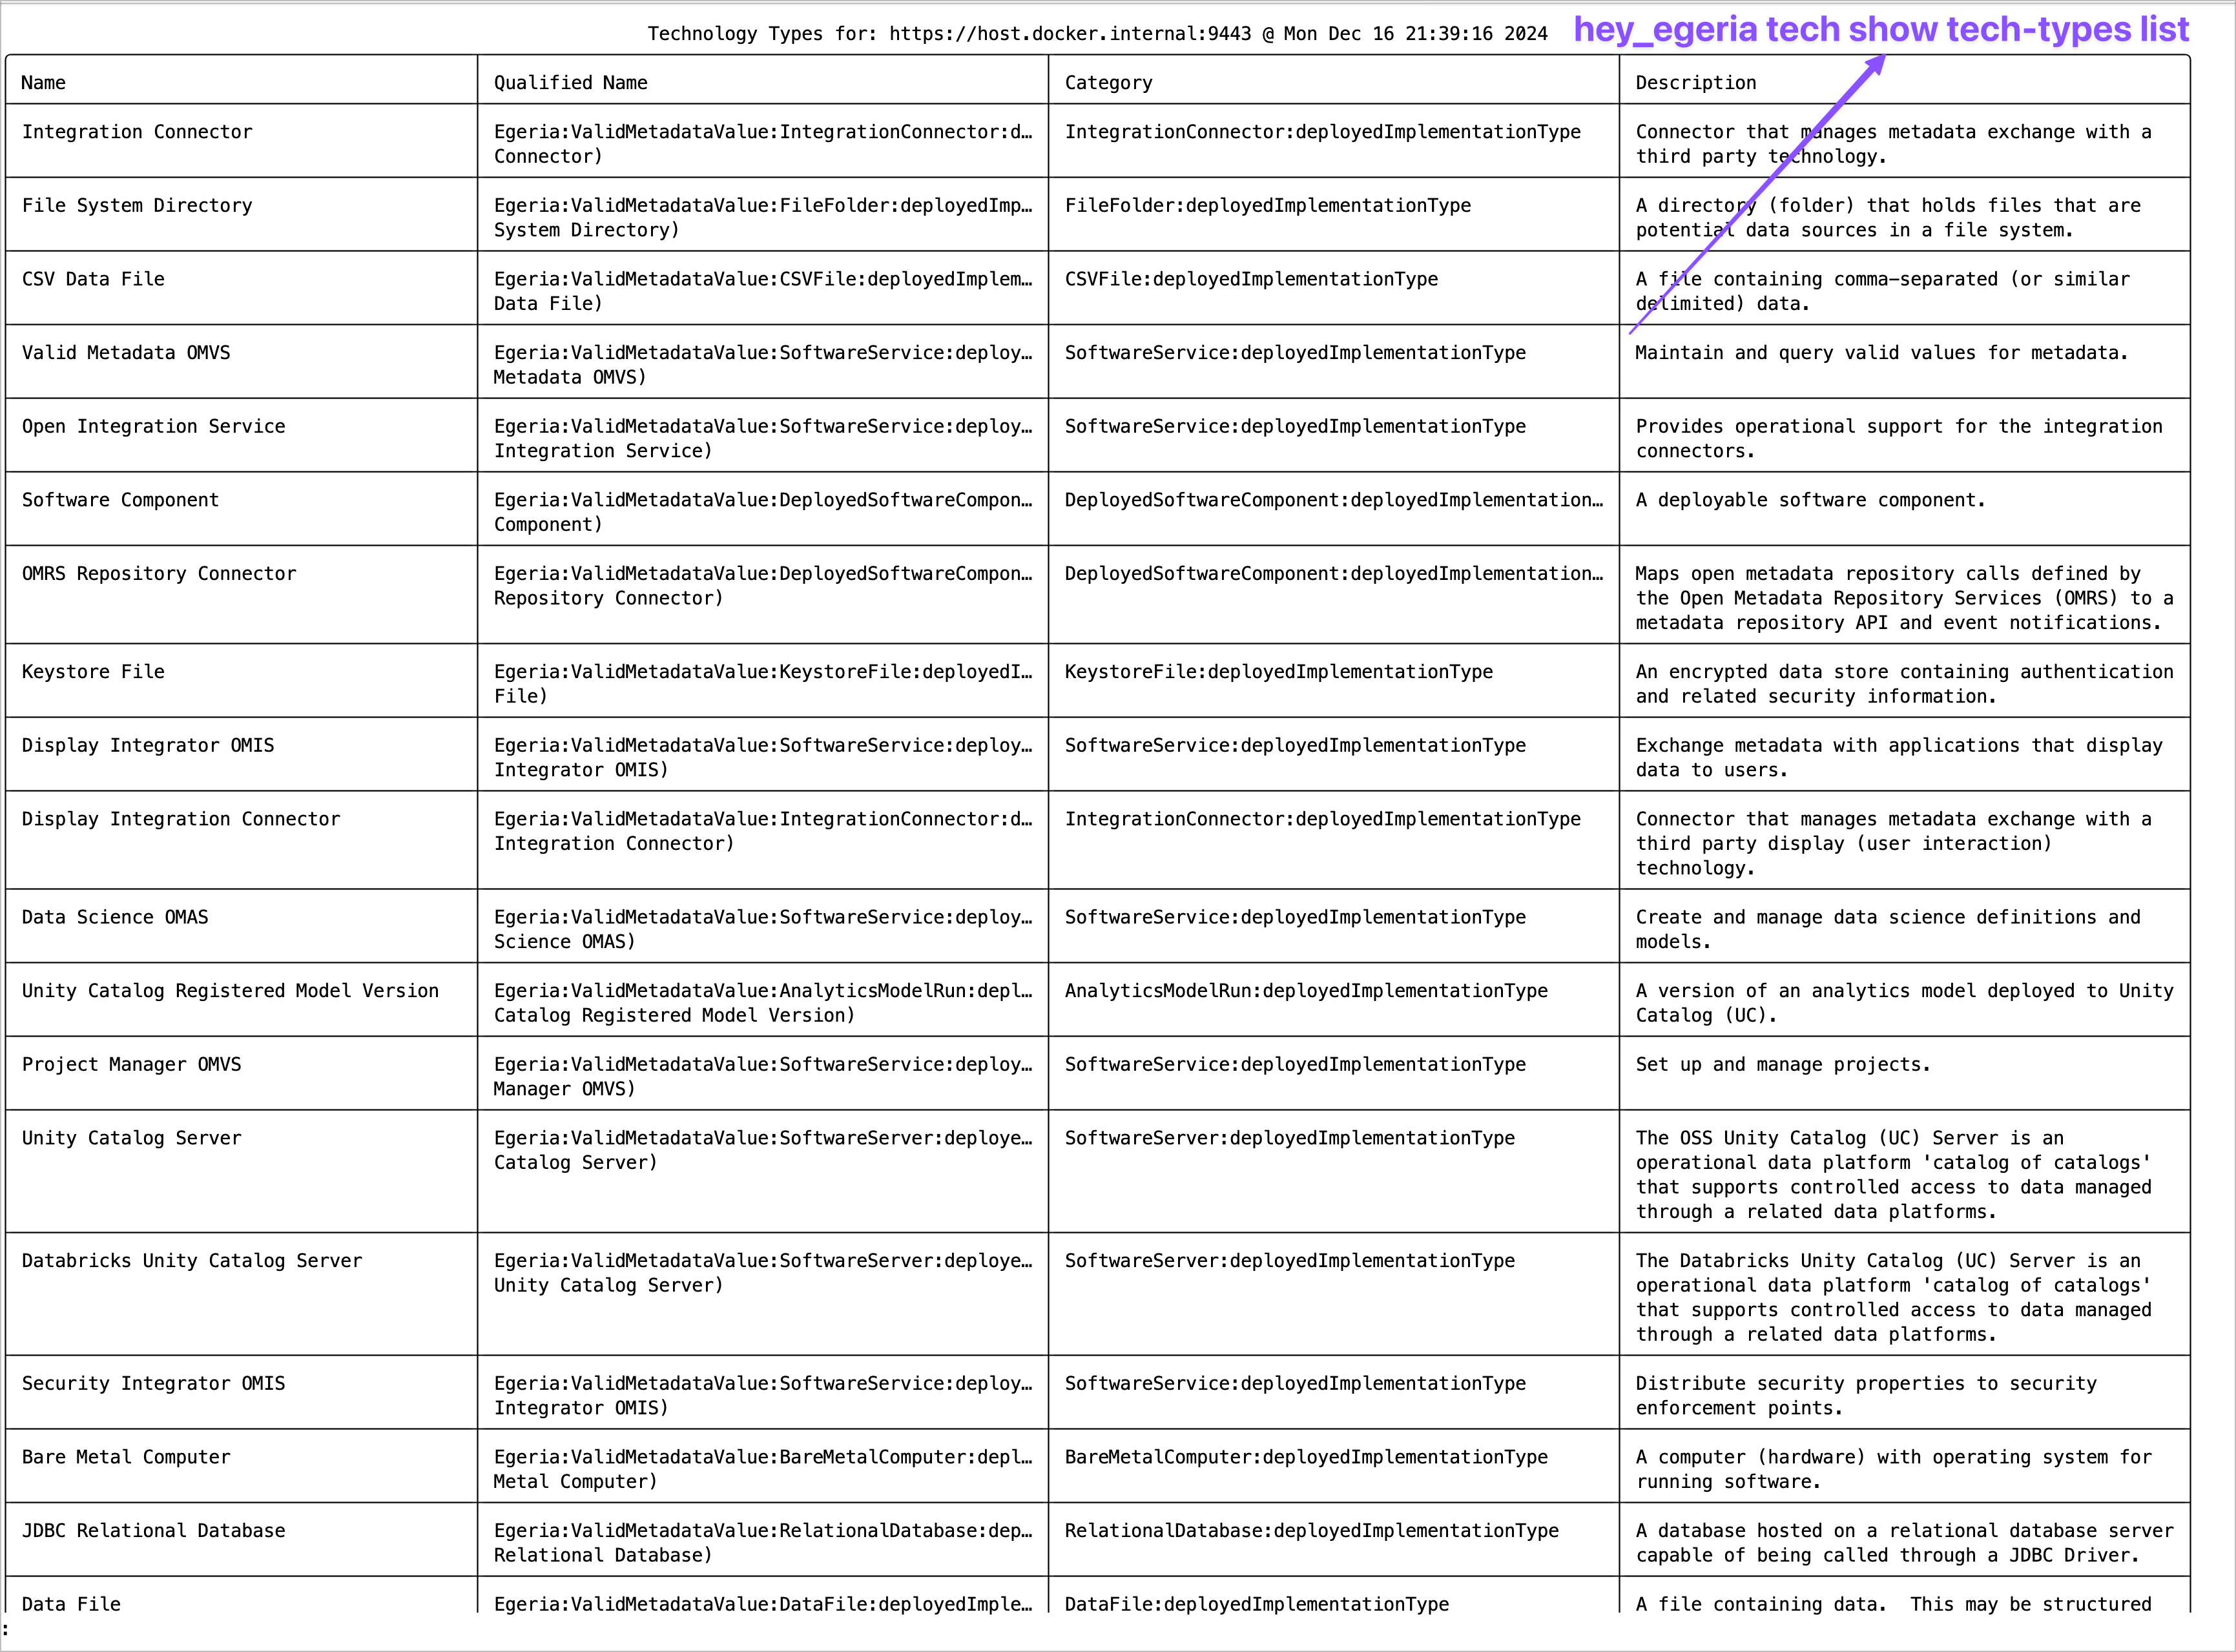 Technology Types for: https://host.docker.internal:9443 @ Mon Dec 16 21:39:16 2024
hey_egeria tech show tech-types list
Name Qualified Name Category Description
Integration Connector Egeria:ValidMetadataValue:IntegrationConnector:d… IntegrationConnector:deployedImplementationType Connector that manages metadata exchange with a
Connector) third party technology.
File System Directory Egeria:ValidMetadataValue:FileFolder:deployedImp… FileFolder:deployedImplementationType A directory (folder) that holds files that are
System Directory) potential data sources in a file system.
CSV Data File Egeria:ValidMetadataValue:CSVFile:deployedImplem… CSVFile:deployedImplementationType A file containing comma-separated (or similar
Data File) delimited) data.
Valid Metadata OMVS Egeria:ValidMetadataValue:SoftwareService:deploy… SoftwareService:deployedImplementationType Maintain and query valid values for metadata.
Metadata OMVS)
Open Integration Service Egeria:ValidMetadataValue:SoftwareService:deploy… SoftwareService:deployedImplementationType Provides operational support for the integration
Integration Service) connectors.
Software Component Egeria:ValidMetadataValue:DeployedSoftwareCompon… DeployedSoftwareComponent:deployedImplementation… A deployable software component.
Component)
OMRS Repository Connector Egeria:ValidMetadataValue:DeployedSoftwareCompon… DeployedSoftwareComponent:deployedImplementation… Maps open metadata repository calls defined by
Repository Connector) the Open Metadata Repository Services (OMRS) to a
metadata repository API and event notifications.
Keystore File Egeria:ValidMetadataValue:KeystoreFile:deployedI… KeystoreFile:deployedImplementationType An encrypted data store containing authentication
File) and related security information.
Display Integrator OMIS Egeria:ValidMetadataValue:SoftwareService:deploy… SoftwareService:deployedImplementationType Exchange metadata with applications that display
Integrator OMIS) data to users.
Display Integration Connector Egeria:ValidMetadataValue:IntegrationConnector:d… IntegrationConnector:deployedImplementationType Connector that manages metadata exchange with a
Integration Connector) third party display (user interaction)
technology.
Data Science OMAS Egeria:ValidMetadataValue:SoftwareService:deploy… SoftwareService:deployedImplementationType Create and manage data science definitions and
Science OMAS) models.
Unity Catalog Registered Model Version Egeria:ValidMetadataValue:AnalyticsModelRun:depl… AnalyticsModelRun:deployedImplementationType A version of an analytics model deployed to Unity
Catalog Registered Model Version) Catalog (UC).
Project Manager OMVS Egeria:ValidMetadataValue:SoftwareService:deploy… SoftwareService:deployedImplementationType Set up and manage projects.
Manager OMVS)
Unity Catalog Server Egeria:ValidMetadataValue:SoftwareServer:deploye… SoftwareServer:deployedImplementationType The OSS Unity Catalog (UC) Server is an
Catalog Server) operational data platform 'catalog of catalogs'
that supports controlled access to data managed
through a related data platforms.
Databricks Unity Catalog Server Egeria:ValidMetadataValue:SoftwareServer:deploye… SoftwareServer:deployedImplementationType The Databricks Unity Catalog (UC) Server is an
Unity Catalog Server) operational data platform 'catalog of catalogs'
that supports controlled access to data managed
through a related data platforms.
Security Integrator OMIS Egeria:ValidMetadataValue:SoftwareService:deploy… SoftwareService:deployedImplementationType Distribute security properties to security
Integrator OMIS) enforcement points.
Bare Metal Computer Egeria:ValidMetadataValue:BareMetalComputer:depl… BareMetalComputer:deployedImplementationType A computer (hardware) with operating system for
Metal Computer) running software.
JDBC Relational Database Egeria:ValidMetadataValue:RelationalDatabase:dep… RelationalDatabase:deployedImplementationType A database hosted on a relational database server
Relational Database) capable of being called through a JDBC Driver.
Data File Egeria:ValidMetadataValue:DataFile:deployedImple… DataFile:deployedImplementationType A file containing data.  This may be structured
: